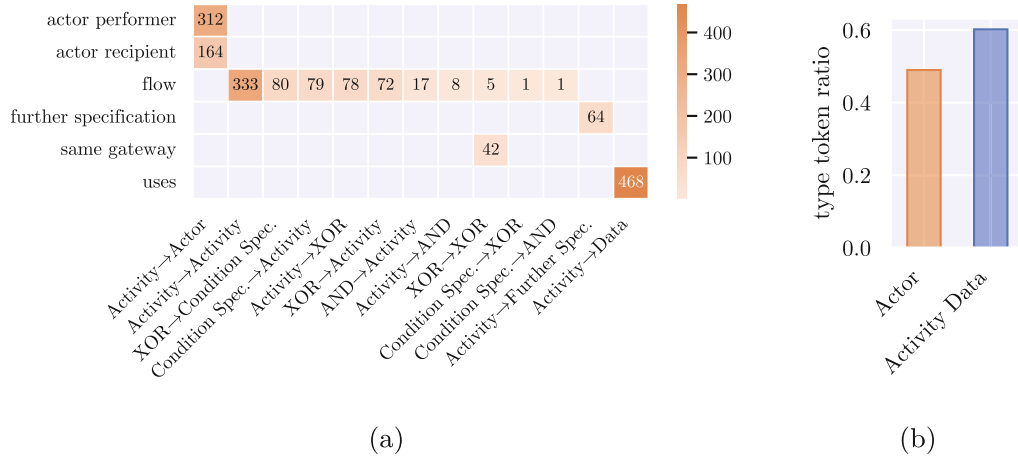 actor performer 312
actor recipient 164
flow 333 80 79 78 72 17 8 5 1 1
further specification 64
same gateway 42
uses 468
Activity→Actor
Activity→Activity
XOR→Condition Spec.
Condition Spec.→Activity
Activity→XOR
XOR→Activity
AND→Activity
Activity→AND
XOR→XOR
Condition Spec.→XOR
Condition Spec.→AND
Activity→Further Spec.
Activity→Data
400
300
200
100
(a)
type token ratio
0.6
0.4
0.2
0.0
Actor
Activity Data
(b)